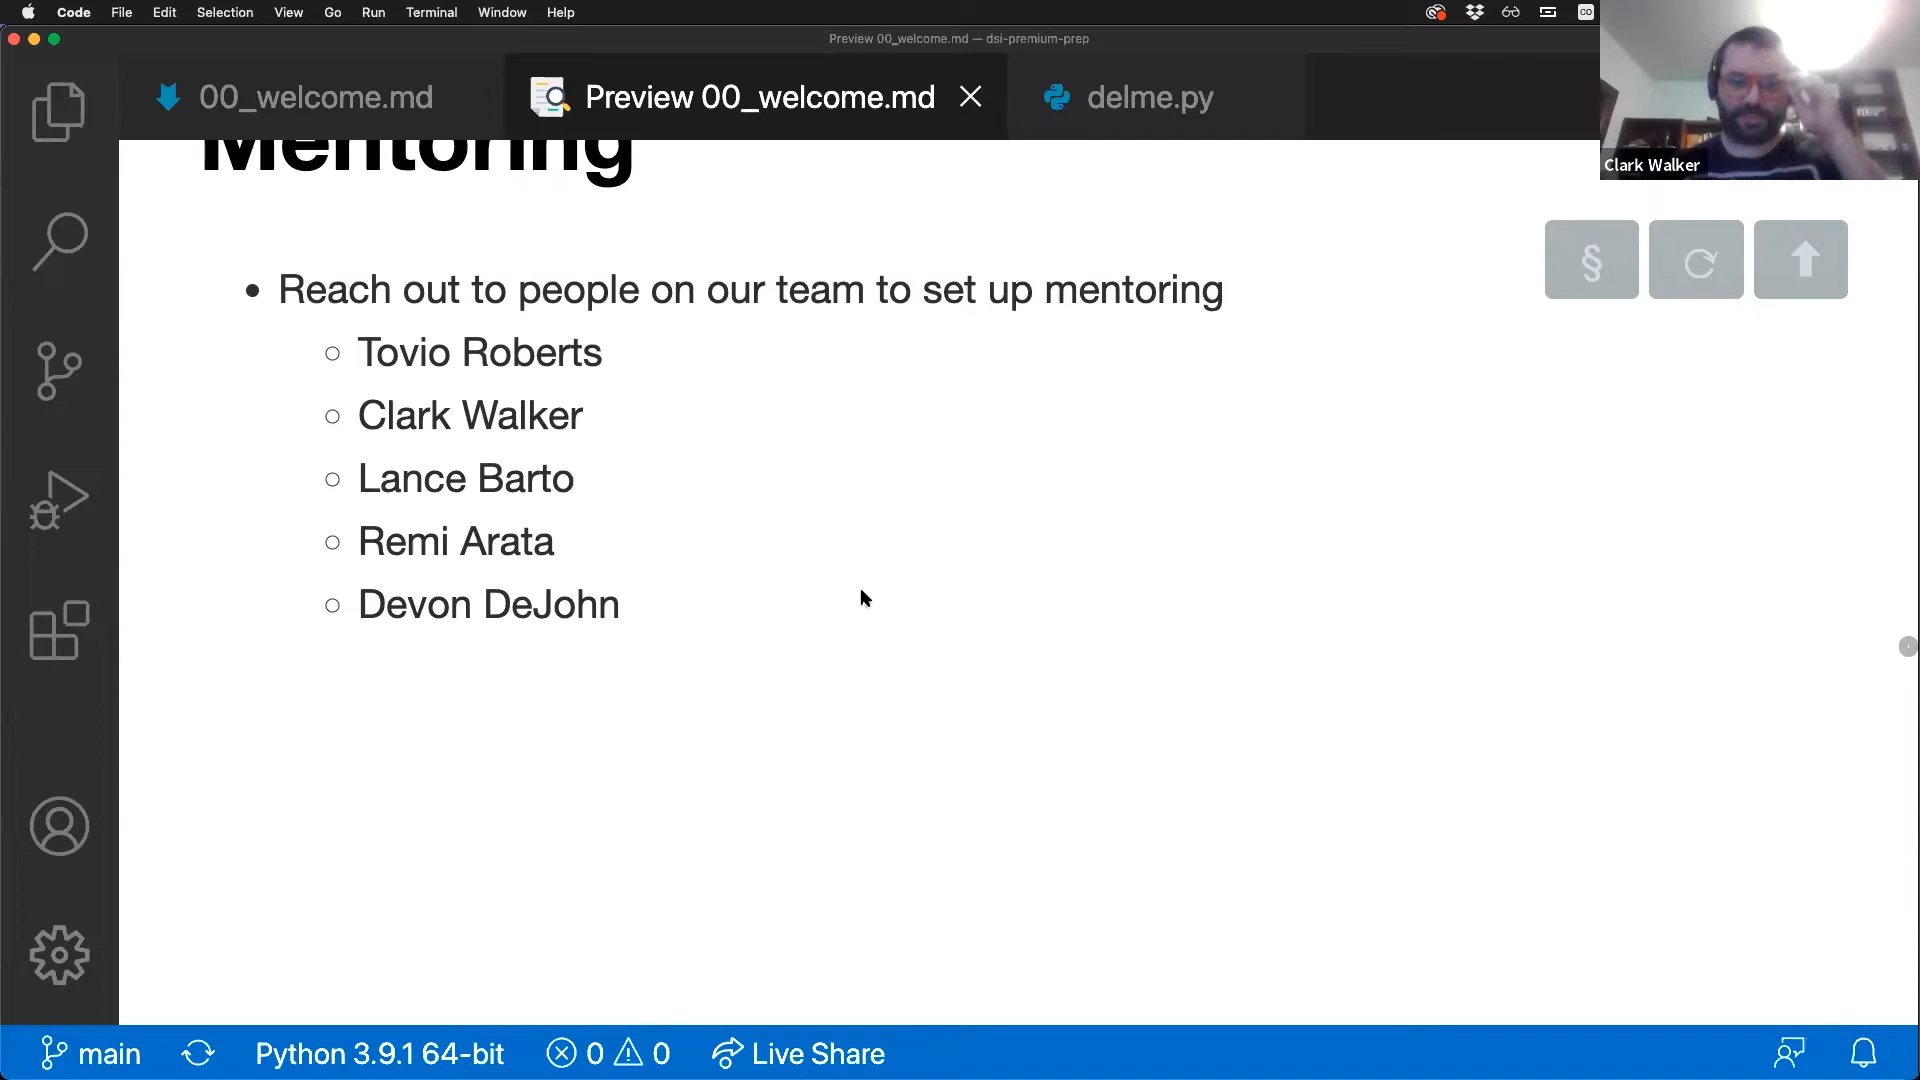 Code File Edit Selection View Go Run Terminal Window Help
Preview 00_welcome.md — dsi-premium-prep
00_welcome.md Preview 00_welcome.md delme.py
Clark Walker
Mentoring
§
• Reach out to people on our team to set up mentoring
○ Tovio Roberts
○ Clark Walker
○ Lance Barto
○ Remi Arata
○ Devon DeJohn
main Python 3.9.1 64-bit 0 0 Live Share